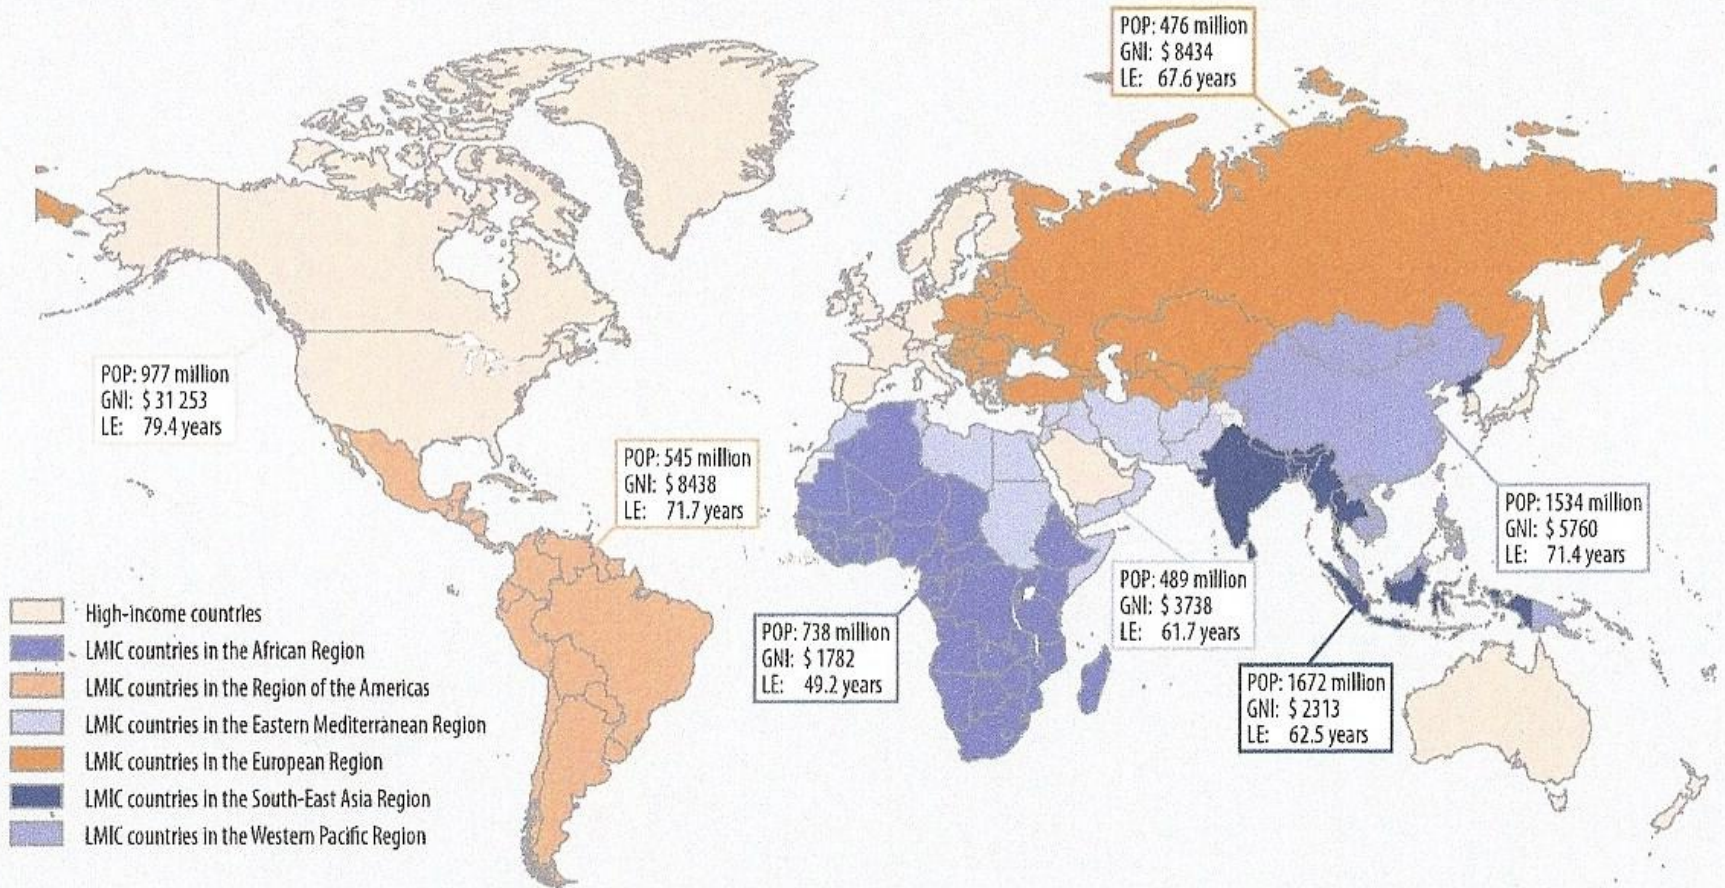 POP: 476 million
GNI: $ 8434
LE: 67.6 years
POP: 977 million
GNI: $ 31 253
LE: 79.4 years
POP: 545 million
GNI: $ 8438
LE: 71.7 years
POP: 1534 million
GNI: $ 5760
LE: 71.4 years
POP: 489 million
GNI: $ 3738
LE: 61.7 years
POP: 738 million
GNI: $ 1782
LE: 49.2 years
POP: 1672 million
GNI: $ 2313
LE: 62.5 years
High-income countries
LMIC countries in the African Region
LMIC countries in the Region of the Americas
LMIC countries in the Eastern Mediterranean Region
LMIC countries in the European Region
LMIC countries in the South-East Asia Region
LMIC countries in the Western Pacific Region